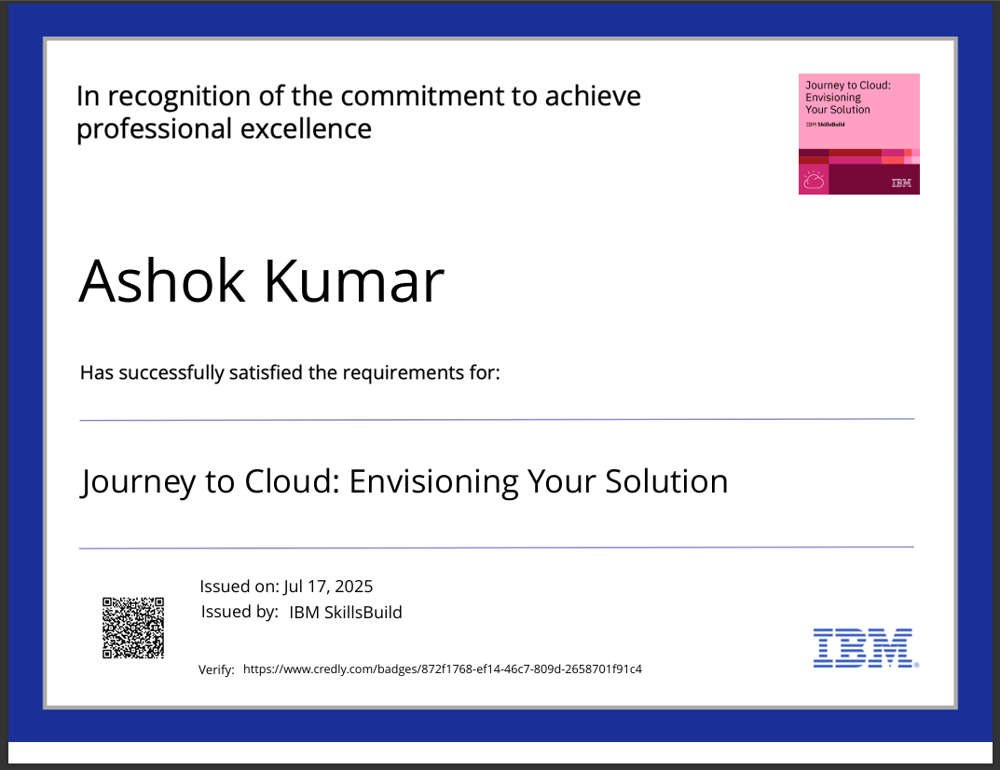 In recognition of the commitment to achieve
professional excellence
Journey to Cloud:
Envisioning
Your Solution
IBM SkillsBuild
IBM
Ashok Kumar
Has successfully satisfied the requirements for:
Journey to Cloud: Envisioning Your Solution
Issued on: Jul 17, 2025
Issued by: IBM SkillsBuild
Verify: https://www.credly.com/badges/872f1768-ef14-46c7-809d-2658701f91c4
IBM®